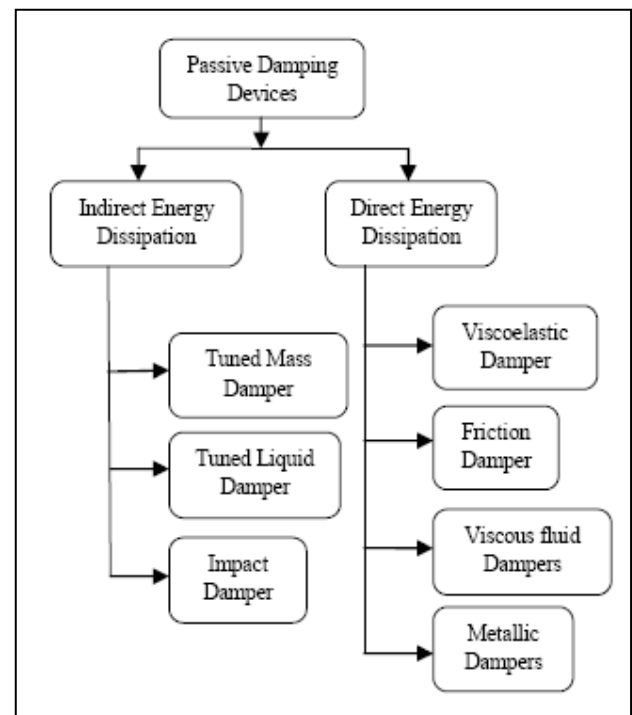 Passive Damping
Devices
Indirect Energy
Dissipation
Direct Energy
Dissipation
Tuned Mass
Damper
Tuned Liquid
Damper
Impact
Damper
Viscoelastic
Damper
Friction
Damper
Viscous fluid
Dampers
Metallic
Dampers